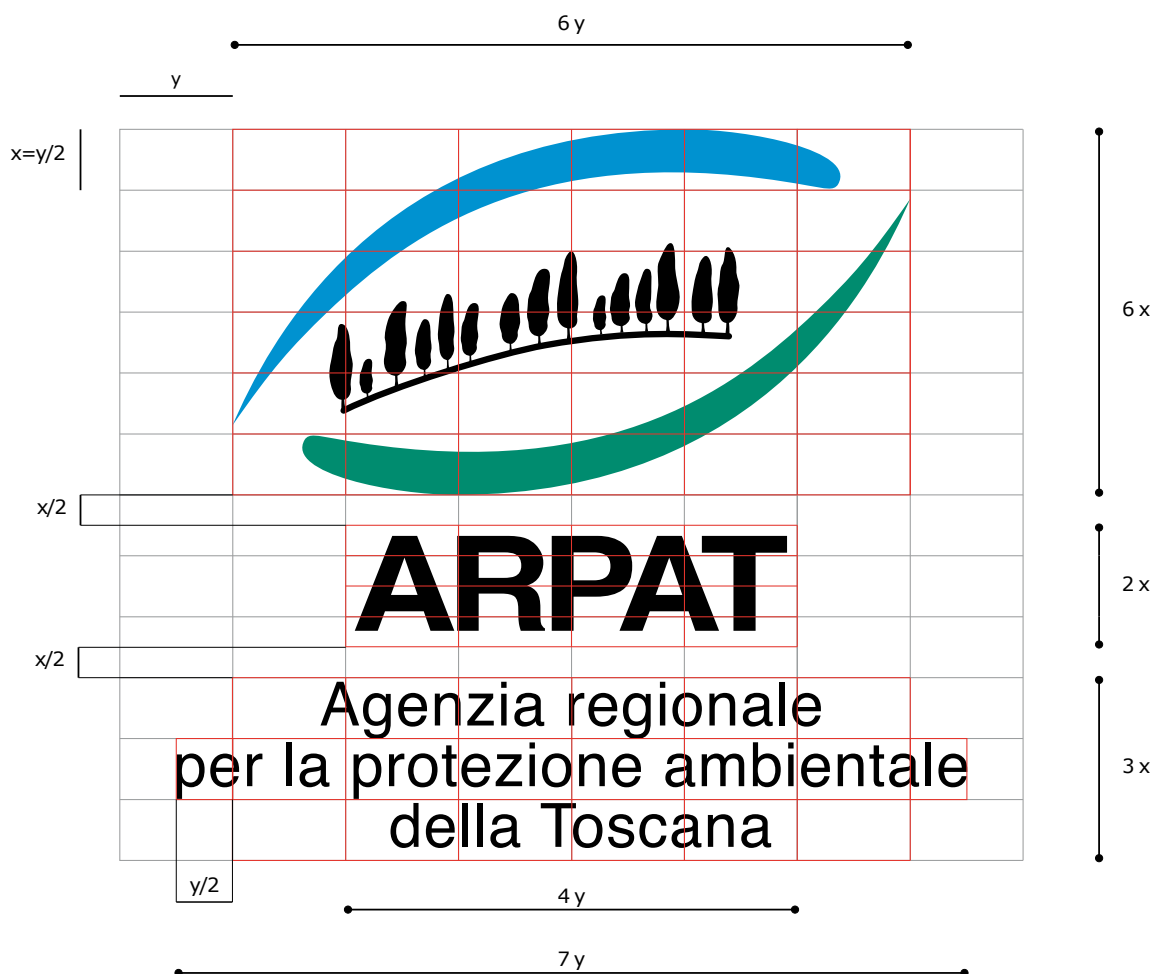 6 y
y
x=y/2
6 x
x/2
ARPAT
2 x
x/2
Agenzia regionale
per la protezione ambientale
3 x
della Toscana
y/2
4 y
7 y